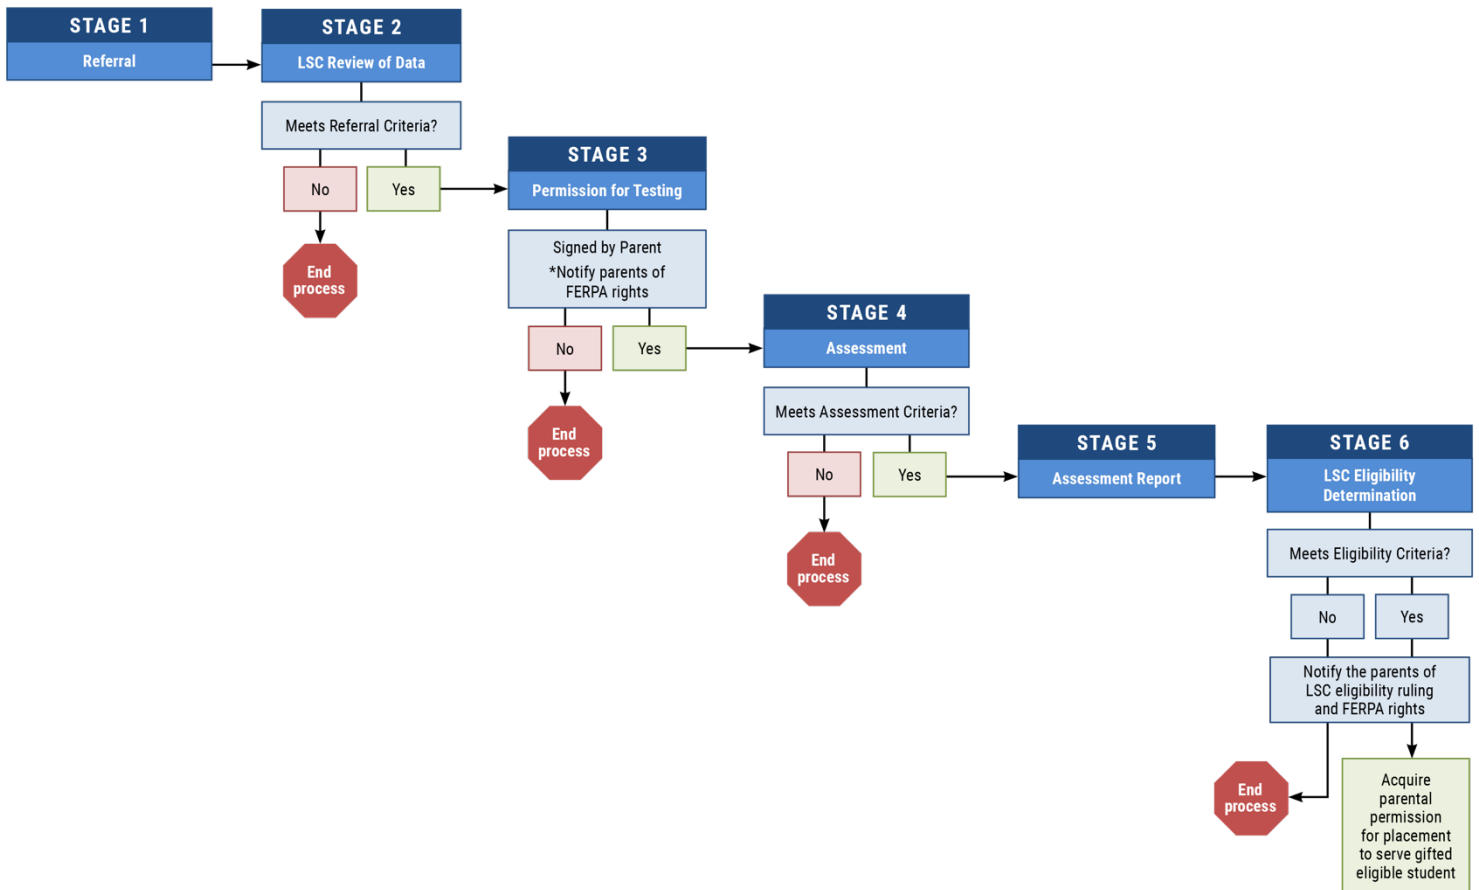 STAGE 1
Referral
STAGE 2
LSC Review of Data
Meets Referral Criteria?
No
Yes
End
process
STAGE 3
Permission for Testing
Signed by Parent
*Notify parents of
FERPA rights
No
Yes
End
process
STAGE 4
Assessment
Meets Assessment Criteria?
No
Yes
End
process
STAGE 5
Assessment Report
STAGE 6
LSC Eligibility
Determination
Meets Eligibility Criteria?
No
Yes
Notify the parents of
LSC eligibility ruling
and FERPA rights
End
process
Acquire
parental
permission
for placement
to serve gifted
eligible student